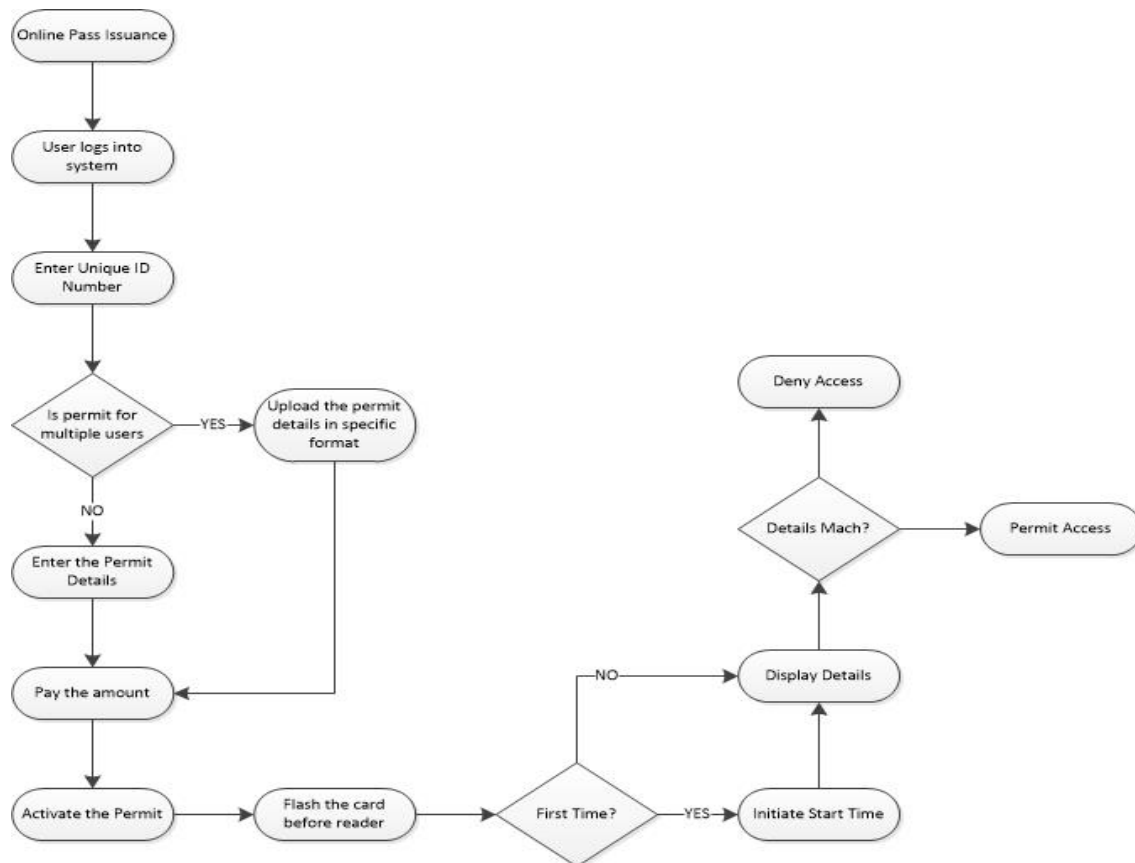 Online Pass Issuance
User logs into
system
Enter Unique ID
Number
Is permit for
multiple users
YES
Upload the permit
details in specific
format
NO
Enter the Permit
Details
Pay the amount
Activate the Permit
Flash the card
before reader
First Time?
NO
YES
Initiate Start Time
Display Details
Details Mach?
Deny Access
Permit Access